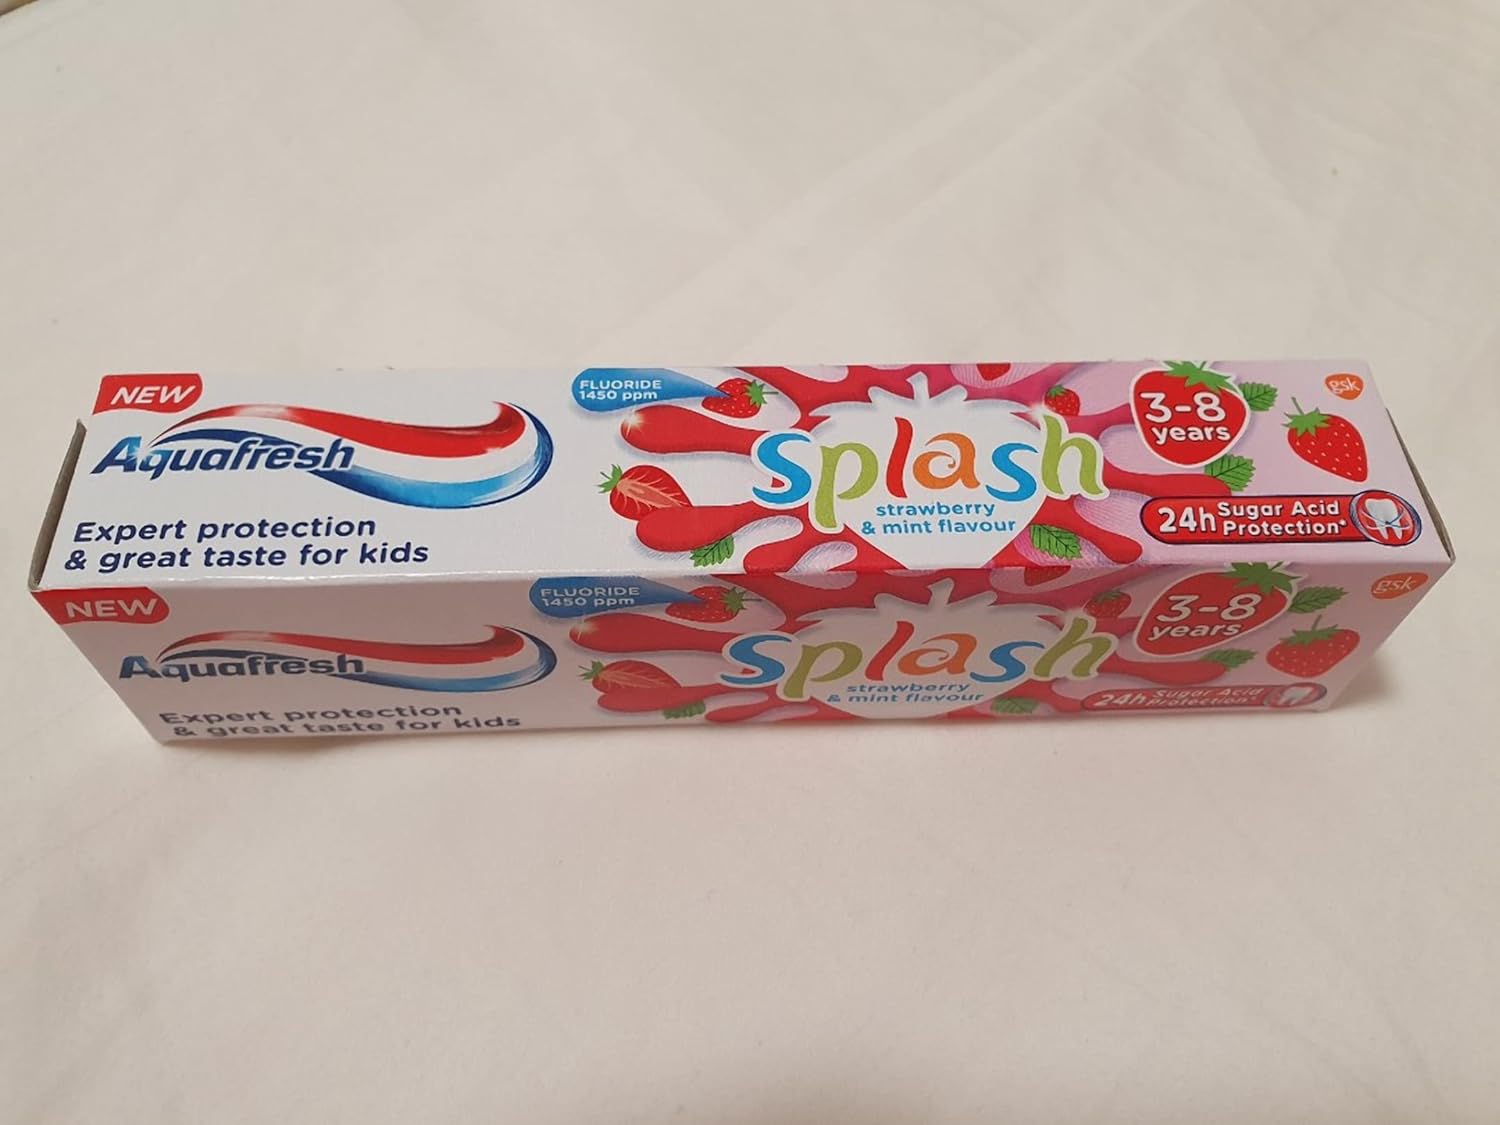 NEW
Aquafresh
Expert protection
& great taste for kids
FLUORIDE
1450 ppm
splash
strawberry
& mint flavour
3-8
years
gsk
24h Sugar Acid
Protection*
NEW
Aquafresh
Expert protection
& great taste for kids
FLUORIDE
1450 ppm
splash
strawberry
& mint flavour
3-8
years
gsk
24h Sugar Acid
Protection*